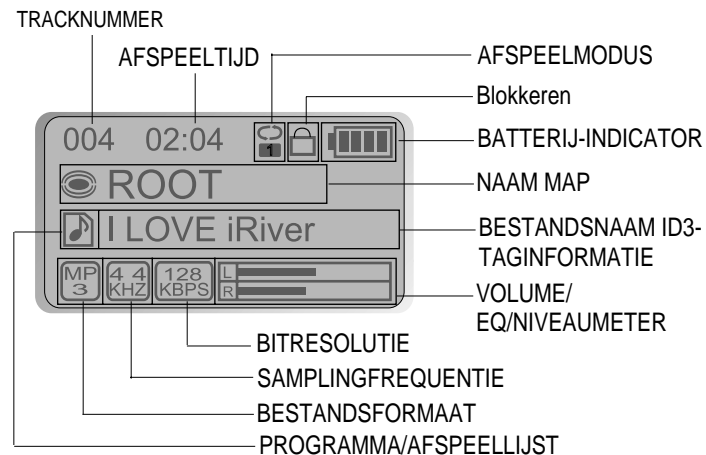 TRACKNUMMER
AFSPEELTIJD
AFSPEELMODUS
Blokkeren
BATTERIJ-INDICATOR
NAAM MAP
BESTANDSNAAM ID3-
TAGINFORMATIE
VOLUME/
EQ/NIVEAUMETER
004 02:04
1
ROOT
I LOVE iRiver
MP
3
4 4
KHZ
128
KBPS
L
R
BITRESOLUTIE
SAMPLINGFREQUENTIE
BESTANDSFORMAAT
PROGRAMMA/AFSPEELLIJST